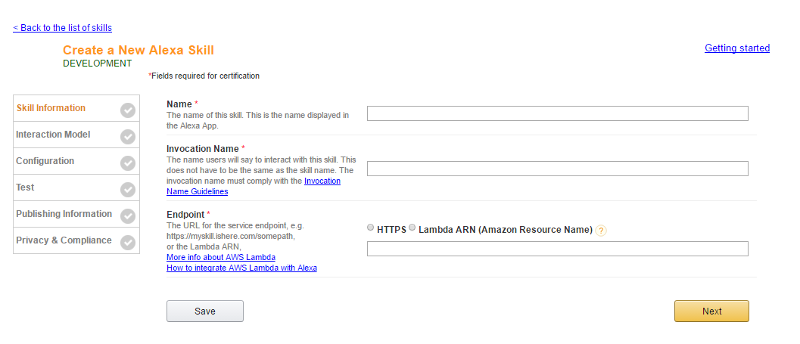 < Back to the list of skills
Create a New Alexa Skill
Getting started
DEVELOPMENT
*Fields required for certification
Skill Information
Interaction Model
Configuration
Test
Publishing Information
Privacy & Compliance
Name *
The name of this skill. This is the name displayed in
the Alexa App.
Invocation Name *
The name users will say to interact with this skill. This
does not have to be the same as the skill name. The
invocation name must comply with the Invocation
Name Guidelines
Endpoint *
The URL for the service endpoint, e.g.
https://myskill.ishere.com/somepath,
or the Lambda ARN,
More info about AWS Lambda
How to integrate AWS Lambda with Alexa
HTTPS Lambda ARN (Amazon Resource Name) ?
Save
Next